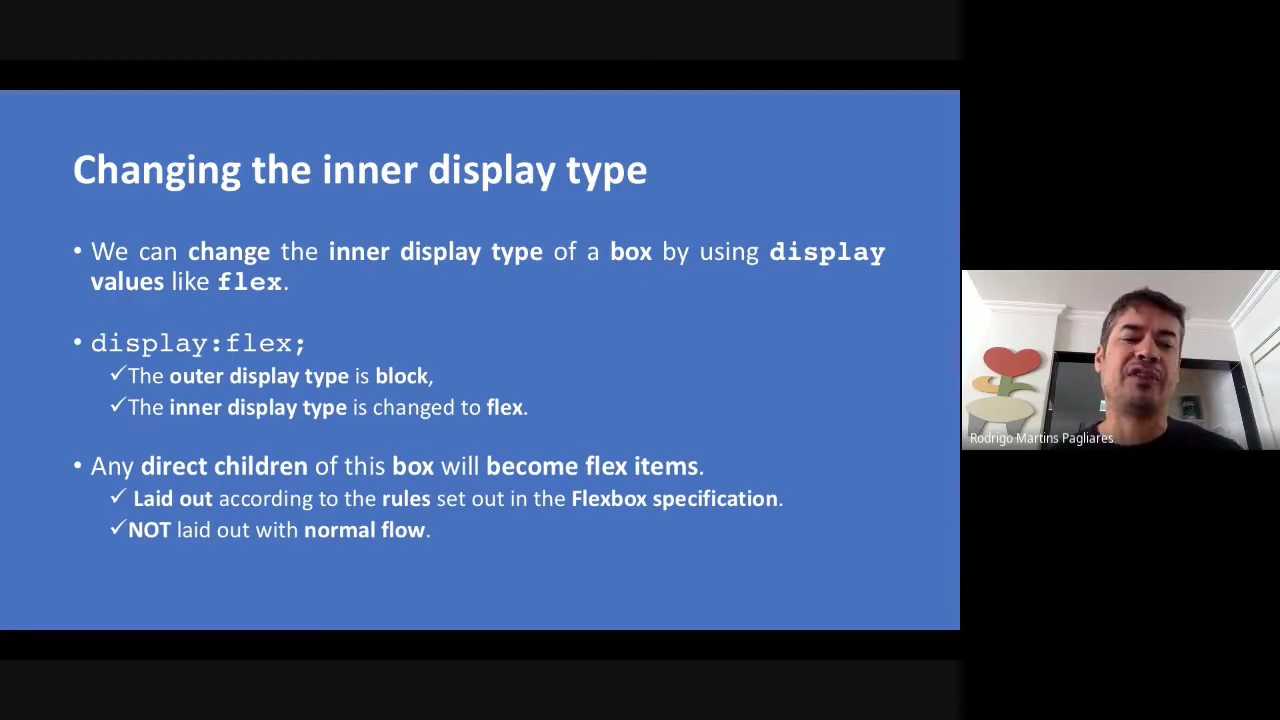 Changing the inner display type
• We can change the inner display type of a box by using display
values like flex.
• display:flex;
✓The outer display type is block,
✓The inner display type is changed to flex.
• Any direct children of this box will become flex items.
✓ Laid out according to the rules set out in the Flexbox specification.
✓NOT laid out with normal flow.
Rodrigo Martins Pagliares